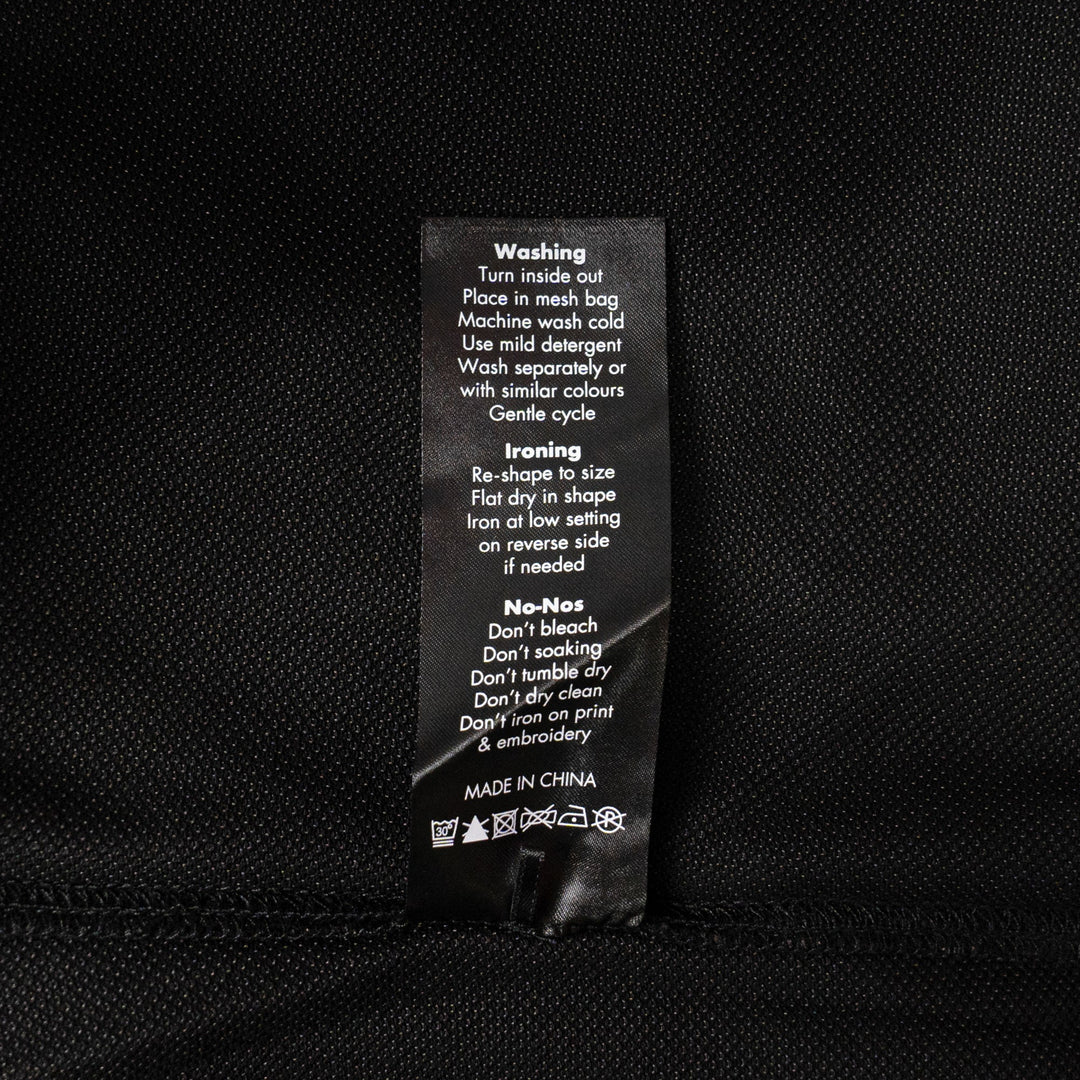 Washing
Turn inside out
Place in mesh bag
Machine wash cold
Use mild detergent
Wash separately or
with similar colours
Gentle cycle
Ironing
Re-shape to size
Flat dry in shape
Iron at low setting
on reverse side
if needed
No-Nos
Don't bleach
Don't soaking
Don't tumble dry
Don't dry clean
Don't iron on print
& embroidery
MADE IN CHINA
30° P